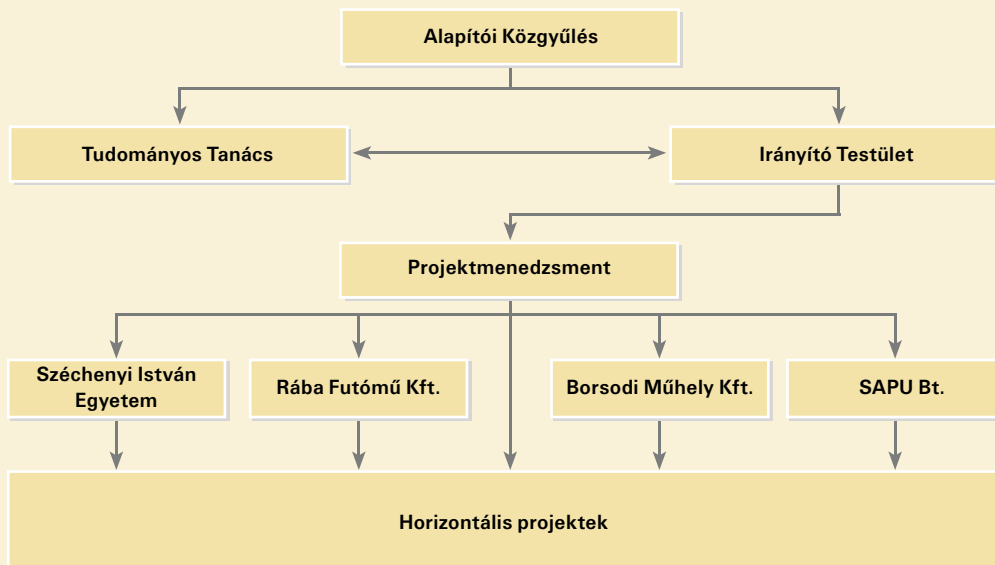 Alapítói Közgyűlés
Tudományos Tanács
Irányító Testület
Projektmenedzsment
Széchenyi István
Egyetem
Rába Futómű Kft.
Borsodi Műhely Kft.
SAPU Bt.
Horizontális projektek